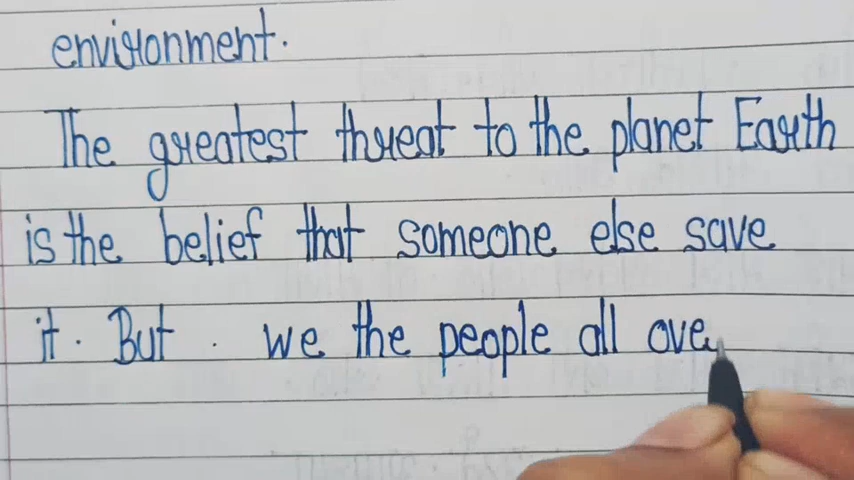 environment.
The greatest threat to the planet Earth
is the belief that someone else save
it. But . we the people all ove